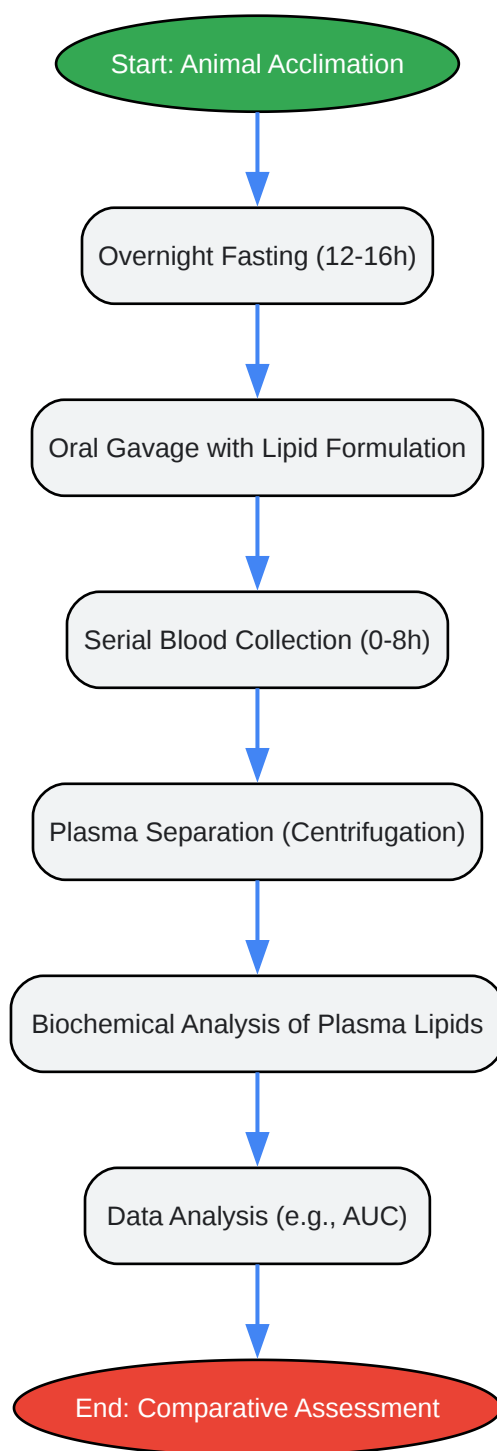 Start: Animal Acclimation
Overnight Fasting (12-16h)
Oral Gavage with Lipid Formulation
Serial Blood Collection (0-8h)
Plasma Separation (Centrifugation)
Biochemical Analysis of Plasma Lipids
Data Analysis (e.g., AUC)
End: Comparative Assessment